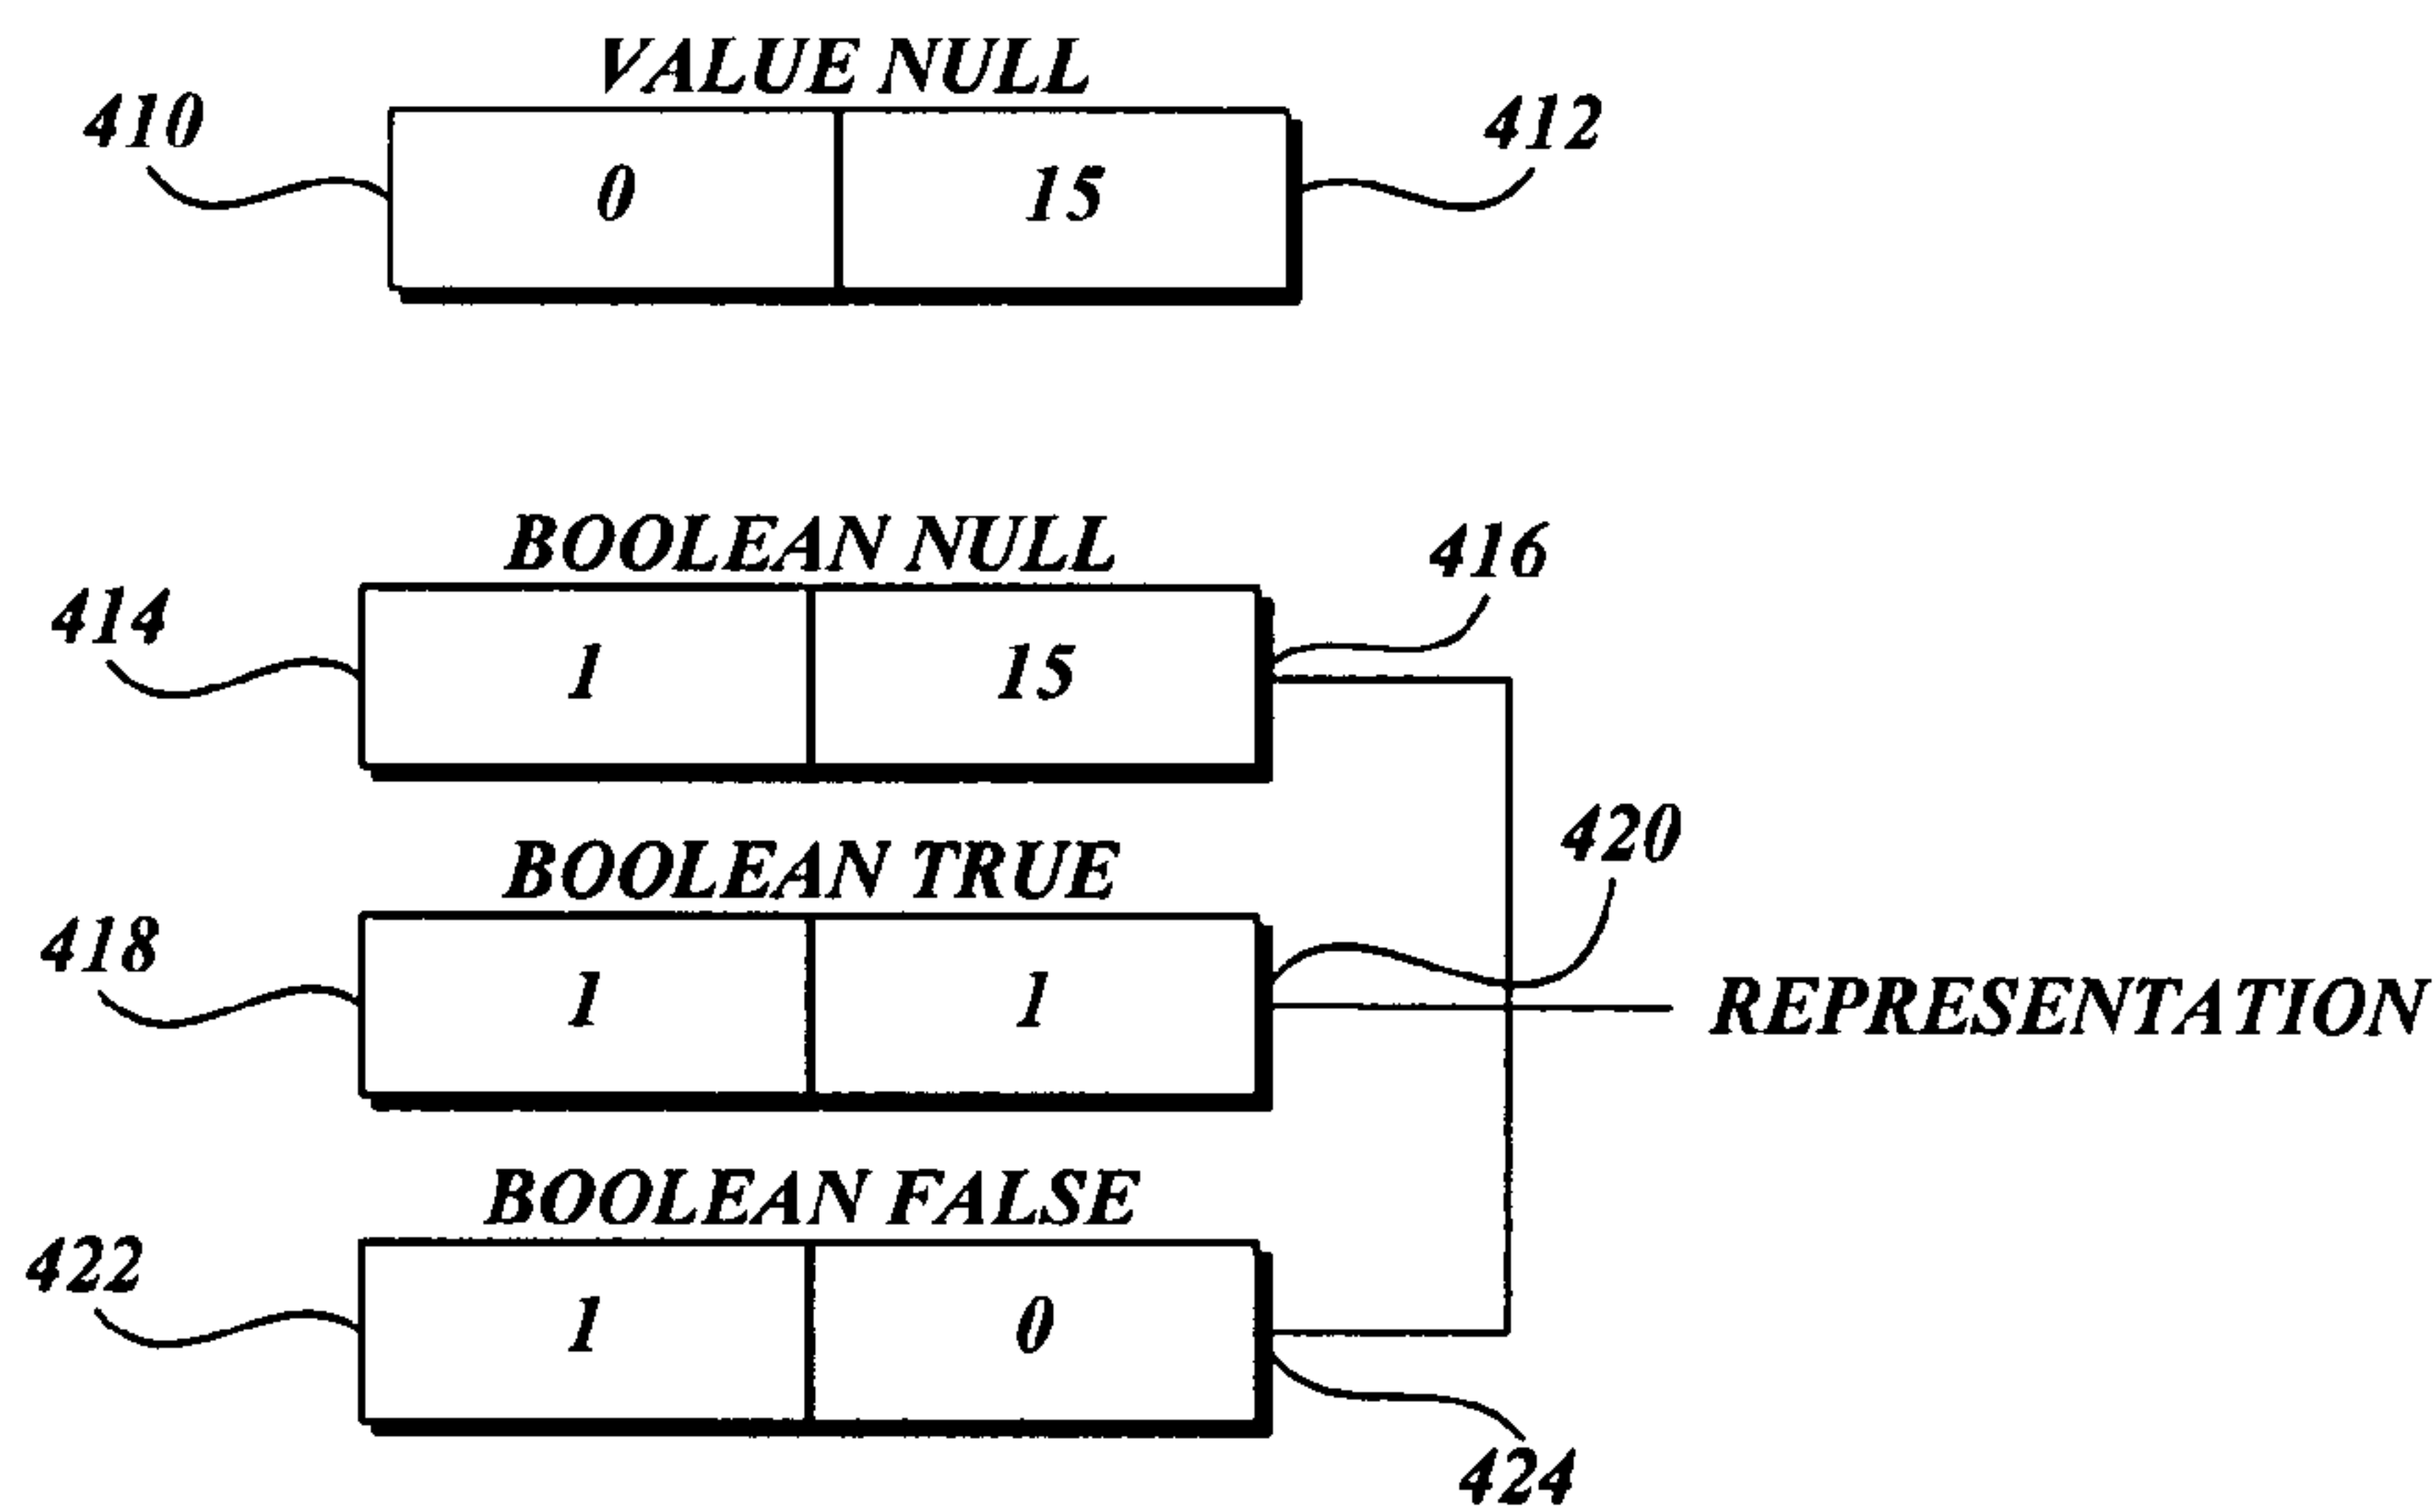 VALUE NULL
410
412
0 15
BOOLEAN NULL
416
414
1 15
420
BOOLEAN TRUE
418
1 1
REPRESENTATION
BOOLEAN FALSE
422
1 0
424